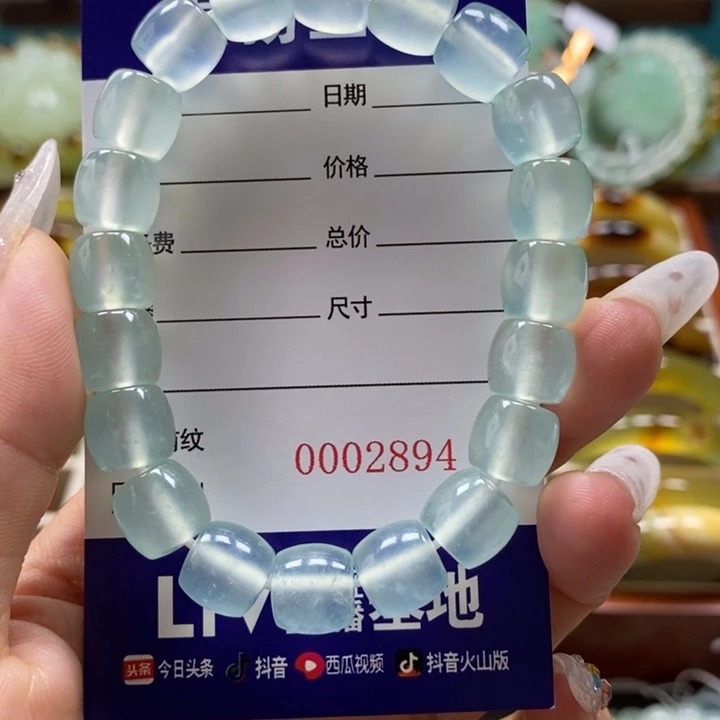 日期
价格
费 总价
尺寸
纹
0002894
基地
头条 今日头条 抖音 西瓜视频 抖音火山版